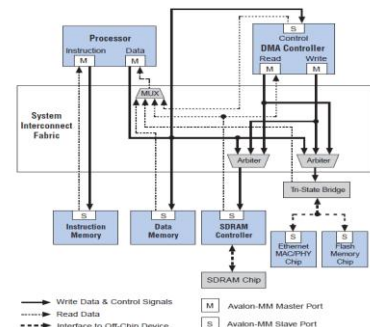 Processor
Instruction Data
M M
S
Control
DMA Controller
Read Write
M M
MUX
System
Interconnect
Fabric
Arbiter Arbiter
Tri-State Bridge
S S S S S
Instruction
Memory
Data
Memory
SDRAM
Controller
Ethernet
MAC/PHY
Chip
Flash
Memory
Chip
SDRAM Chip
Write Data & Control Signals
M Avalon-MM Master Port
Read Data
Interface to Off-Chip Device
S Avalon-MM Slave Port